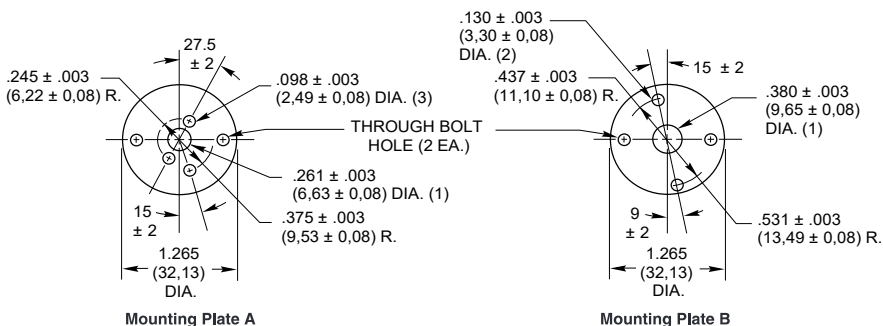 27.5
± 2
.245 ± .003
(6,22 ± 0,08) R.
.098 ± .003
(2,49 ± 0,08) DIA. (3)
THROUGH BOLT
HOLE (2 EA.)
.261 ± .003
(6,63 ± 0,08) DIA. (1)
15
± 2
.375 ± .003
(9,53 ± 0,08) R.
1.265
(32,13)
DIA.
Mounting Plate A
.130 ± .003
(3,30 ± 0,08)
DIA. (2)
15 ± 2
.437 ± .003
(11,10 ± 0,08) R.
.380 ± .003
(9,65 ± 0,08)
DIA. (1)
9
± 2
.531 ± .003
(13,49 ± 0,08) R.
1.265
(32,13)
DIA.
Mounting Plate B